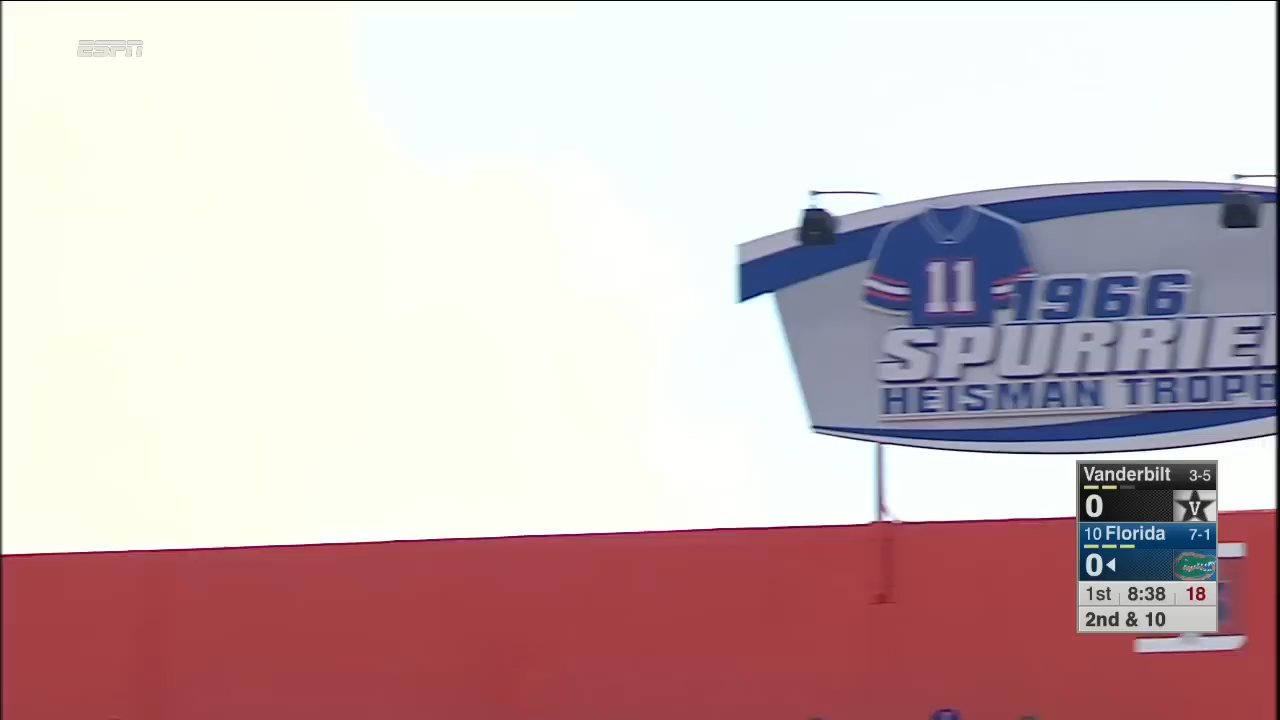 ESPN
11
1966
SPURRIE
HEISMAN TROPH
Vanderbilt 3-5
0
V
10 Florida 7-1
0
1st 8:38 18
2nd & 10